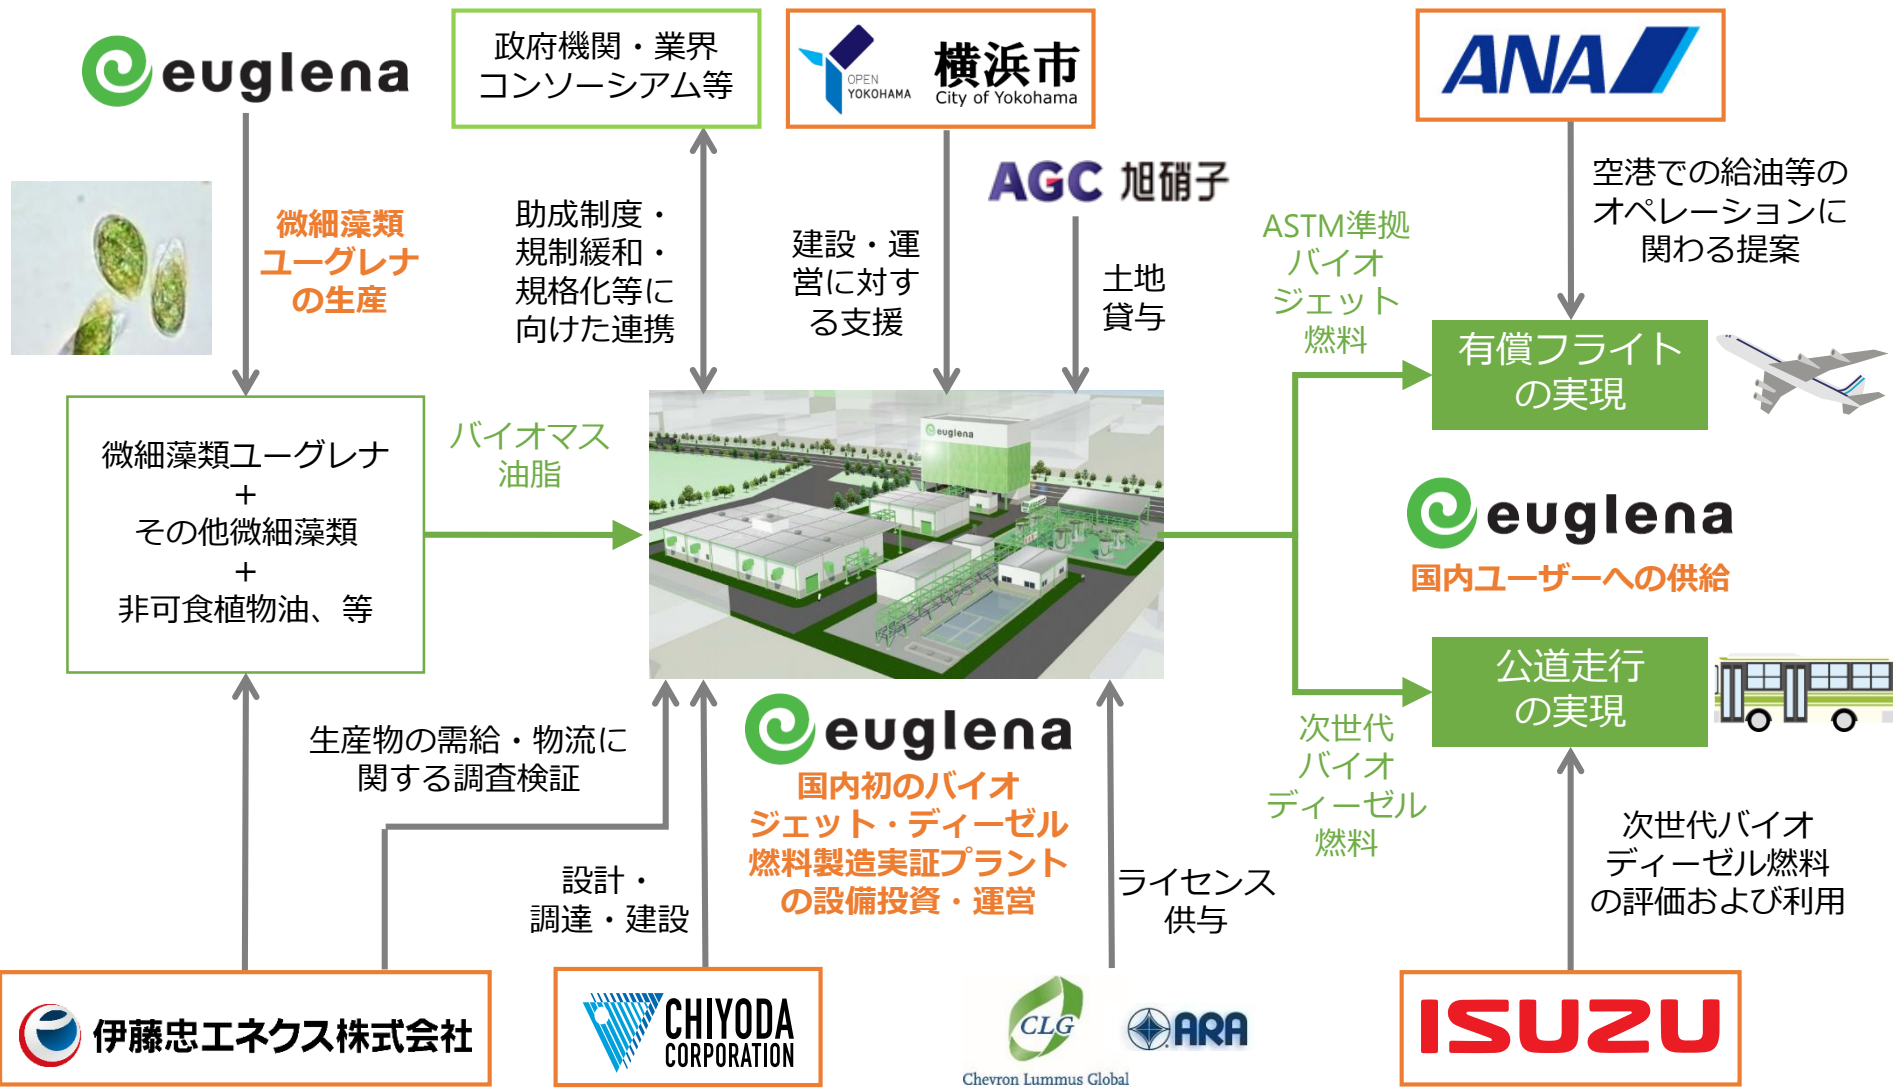 euglena
政府機関・業界
コンソーシアム等
OPEN
YOKOHAMA
横浜市
City of Yokohama
ANA
AGC 旭硝子
微細藻類
ユーグレナ
の生産
助成制度・
規制緩和・
規格化等に
向けた連携
建設・運
営に対す
る支援
土地
貸与
ASTM準拠
バイオ
ジェット
燃料
空港での給油等の
オペレーションに
関わる提案
有償フライト
の実現
微細藻類ユーグレナ
+
その他微細藻類
+
非可食植物油、等
バイオマス
油脂
euglena
euglena
国内ユーザーへの供給
公道走行
の実現
生産物の需給・物流に
関する調査検証
euglena
国内初のバイオ
ジェット・ディーゼル
燃料製造実証プラント
の設備投資・運営
次世代
バイオ
ディーゼル
燃料
設計・
調達・建設
ライセンス
供与
次世代バイオ
ディーゼル燃料
の評価および利用
伊藤忠エネクス株式会社
CHIYODA
CORPORATION
CLG
Chevron Lummus Global
ARA
ISUZU